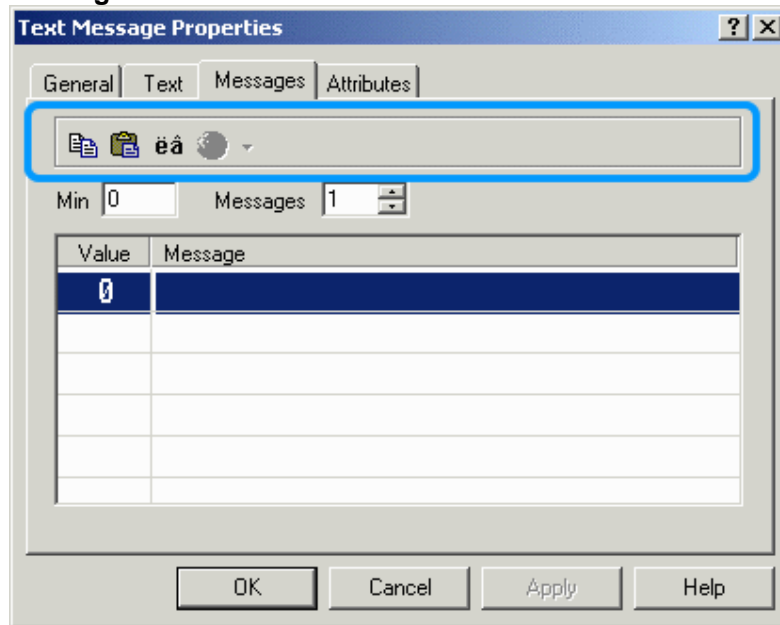 Text Message Properties ? X
General Text Messages Attributes
ëâ
Min 0 Messages 1
Value Message
0
OK Cancel Apply Help